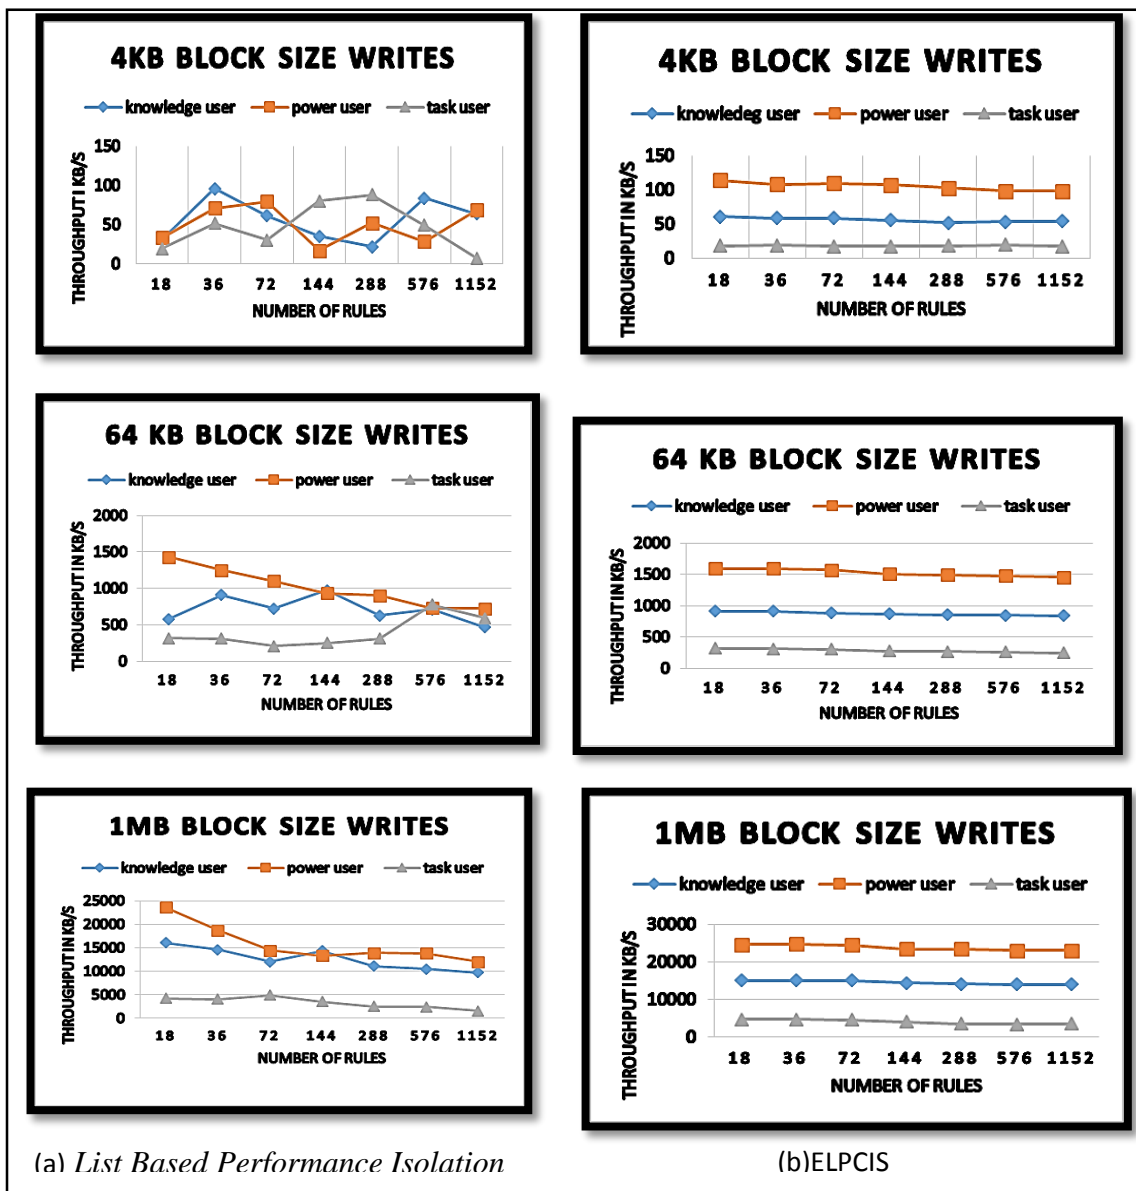 4KB BLOCK SIZE WRITES
knowledge user power user task user
THROUGHPUT I KB/S
150
100
50
0
18 36 72 144 288 576 1152
NUMBER OF RULES
4KB BLOCK SIZE WRITES
knowledeg user power user task user
THROUGHPUT IN KB/S
150
100
50
0
18 36 72 144 288 576 1152
NUMBER OF RULES
64 KB BLOCK SIZE WRITES
knowledge user power user task user
THROUGHPUT IN KB/S
2000
1500
1000
500
0
18 36 72 144 288 576 1152
NUMBER OF RULES
64 KB BLOCK SIZE WRITES
knowledge user power user task user
THROUGHPUT IN KB/S
2000
1500
1000
500
0
18 36 72 144 288 576 1152
NUMBER OF RULES
1MB BLOCK SIZE WRITES
knowledge user power user task user
THROUGHPUT IN KB/S
25000
20000
15000
10000
5000
0
18 36 72 144 288 576 1152
NUMBER OF RULES
1MB BLOCK SIZE WRITES
knowledge user power user task user
THROUGHPUT IN KB/S
30000
20000
10000
0
18 36 72 144 288 576 1152
NUMBER OF RULES
(a) List Based Performance Isolation
(b)ELPCIS